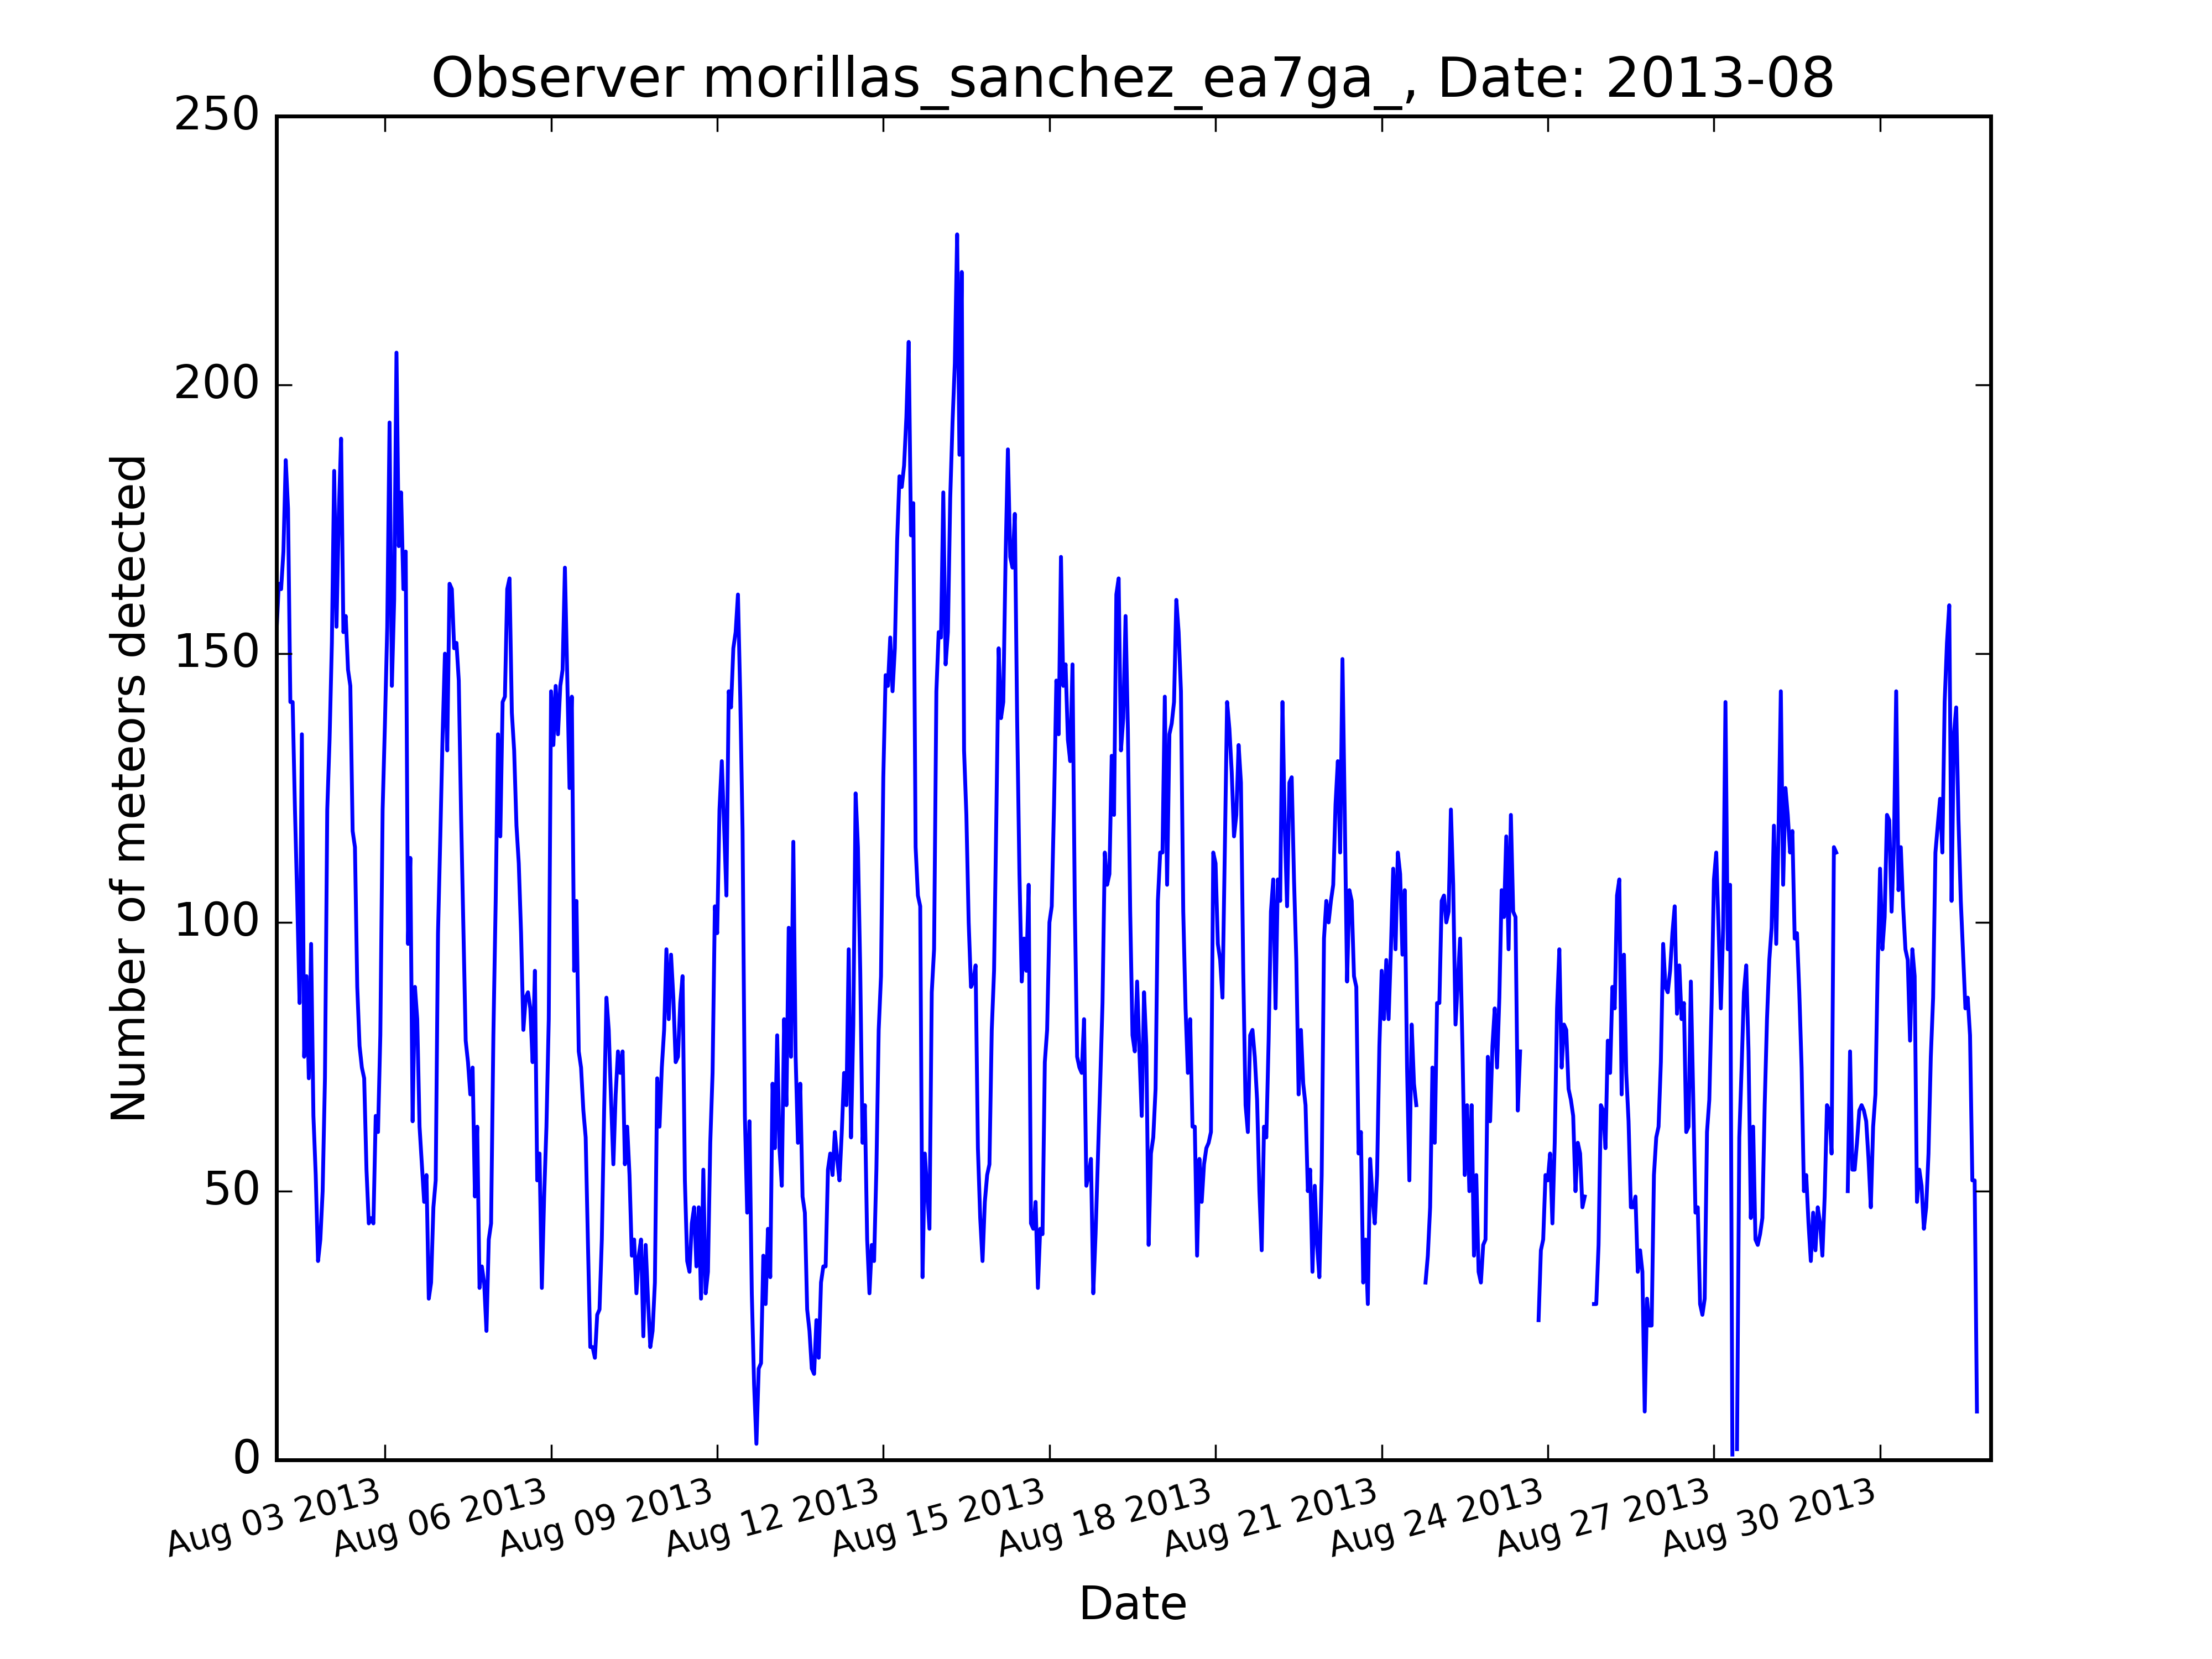 Observer morillas_sanchez_ea7ga_, Date: 2013-08
250
200
150
100
50
0
Number of meteors detected
Aug 03 2013
Aug 06 2013
Aug 09 2013
Aug 12 2013
Aug 15 2013
Aug 18 2013
Aug 21 2013
Aug 24 2013
Aug 27 2013
Aug 30 2013
Date